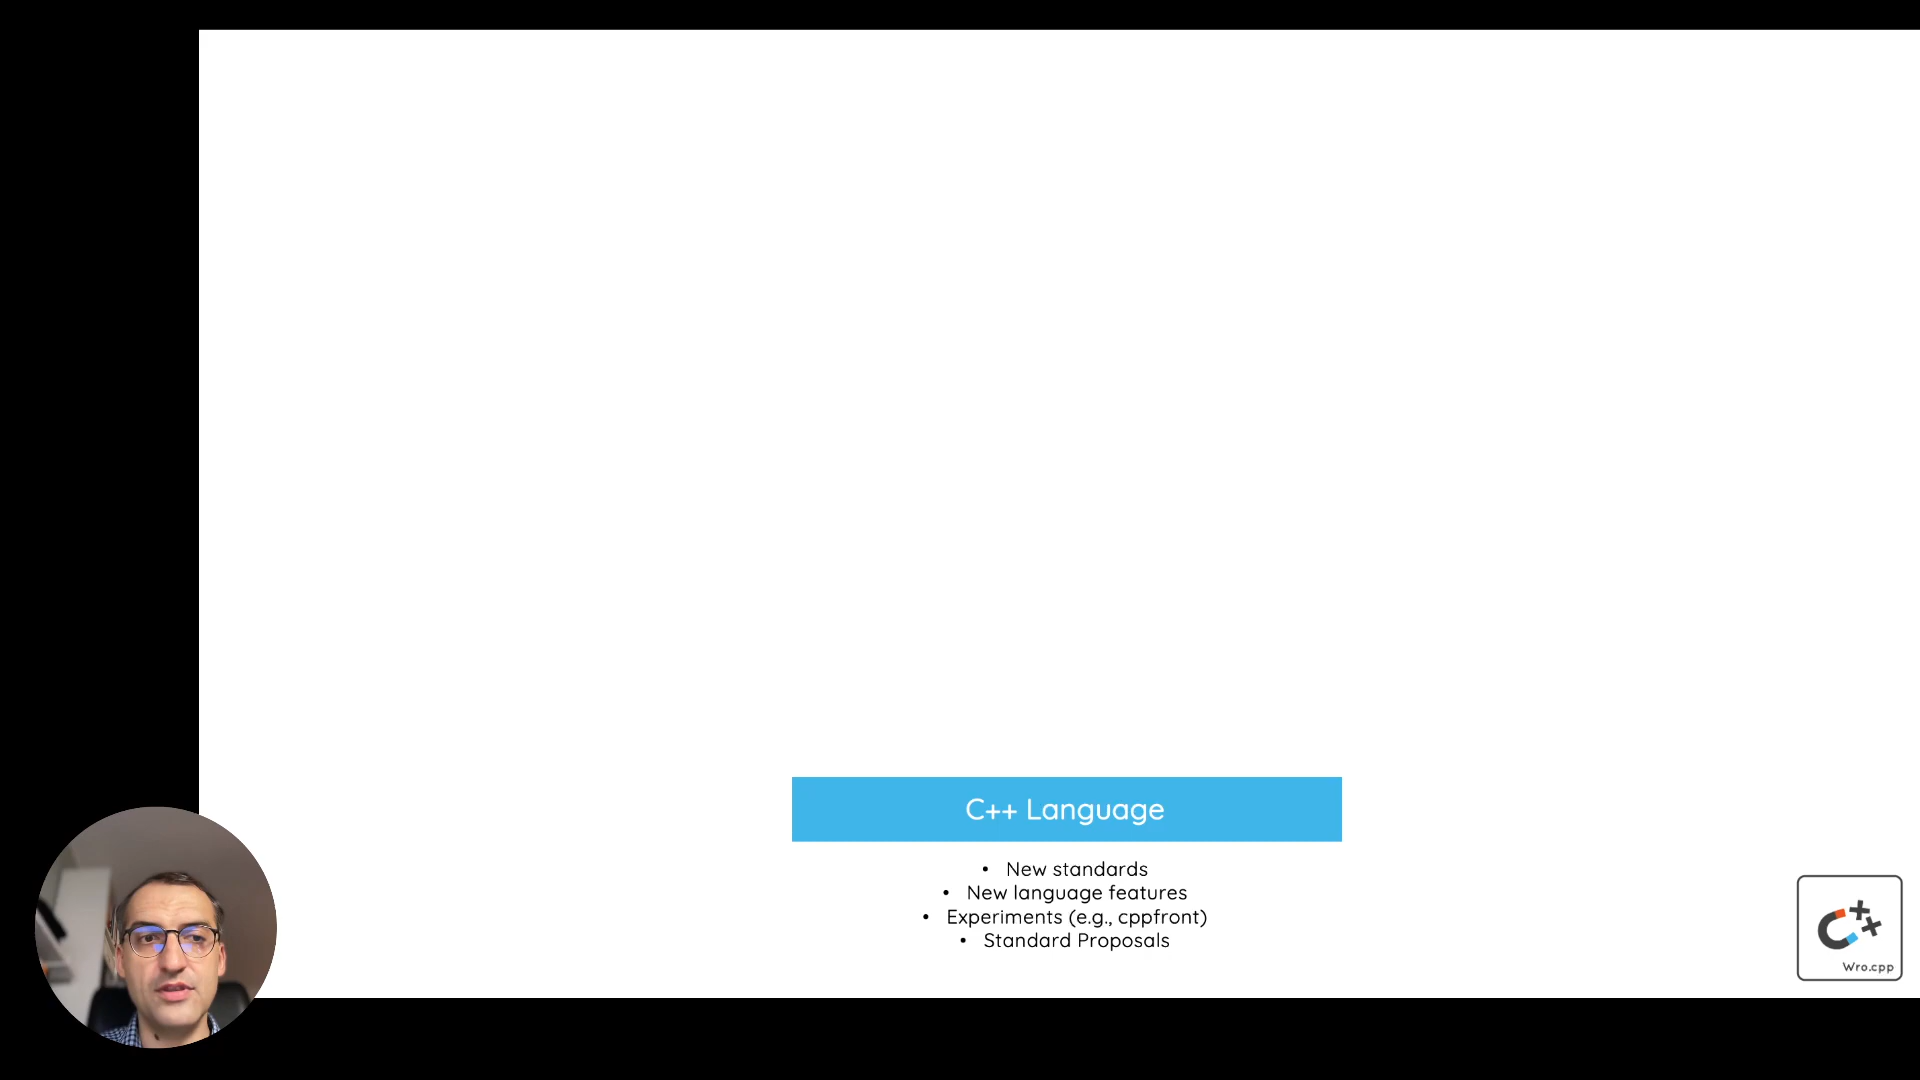 C++ Language
• New standards
• New language features
• Experiments (e.g., cppfront)
• Standard Proposals
C++
Wro.cpp